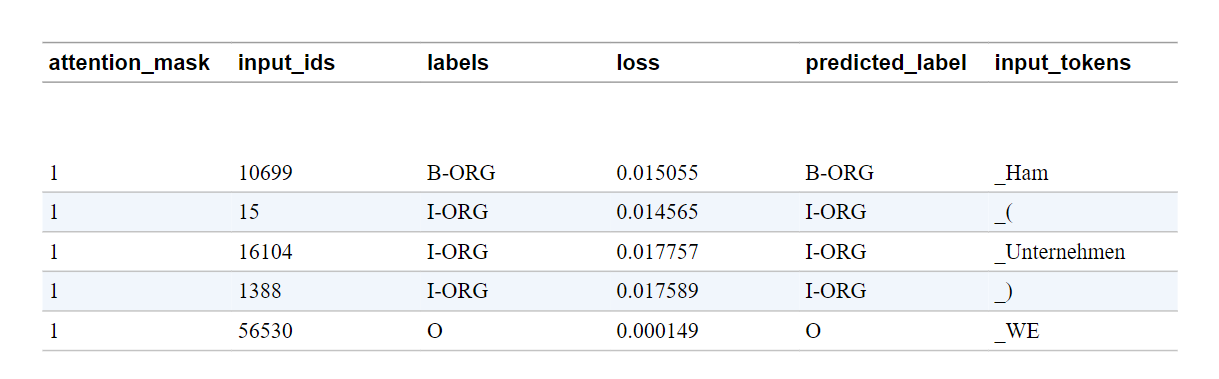 attention_mask input_ids labels loss predicted_label input_tokens
1 10699 B-ORG 0.015055 B-ORG _Ham
1 15 I-ORG 0.014565 I-ORG _(
1 16104 I-ORG 0.017757 I-ORG _Unternehmen
1 1388 I-ORG 0.017589 I-ORG _)
1 56530 O 0.000149 O _WE